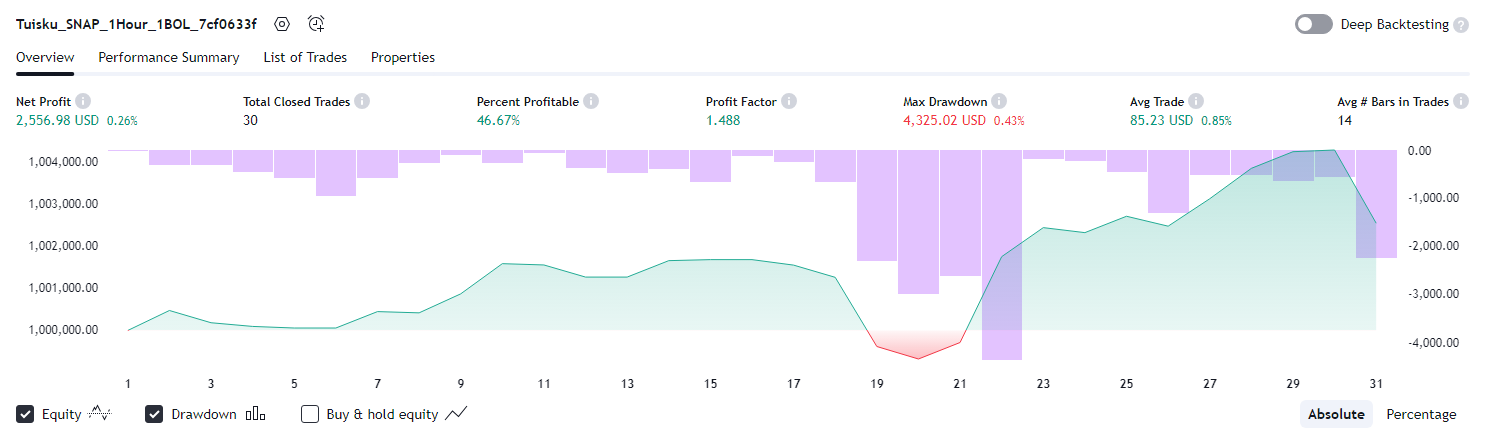 Tuisku_SNAP_1Hour_1BOL_7cf0633f
Deep Backtesting ?
Overview Performance Summary List of Trades Properties
Net Profit i Total Closed Trades i Percent Profitable i Profit Factor i Max Drawdown i Avg Trade i Avg # Bars in Trades i
2,556.98 USD 0.26% 30 46.67% 1.488 4,325.02 USD 0.43% 85.23 USD 0.85% 14
1,004,000.00 0.00
1,003,000.00 -1,000.00
1,002,000.00 -2,000.00
1,001,000.00 -3,000.00
1,000,000.00 -4,000.00
1 3 5 7 9 11 13 15 17 19 21 23 25 27 29 31
Equity Drawdown Buy & hold equity Absolute Percentage